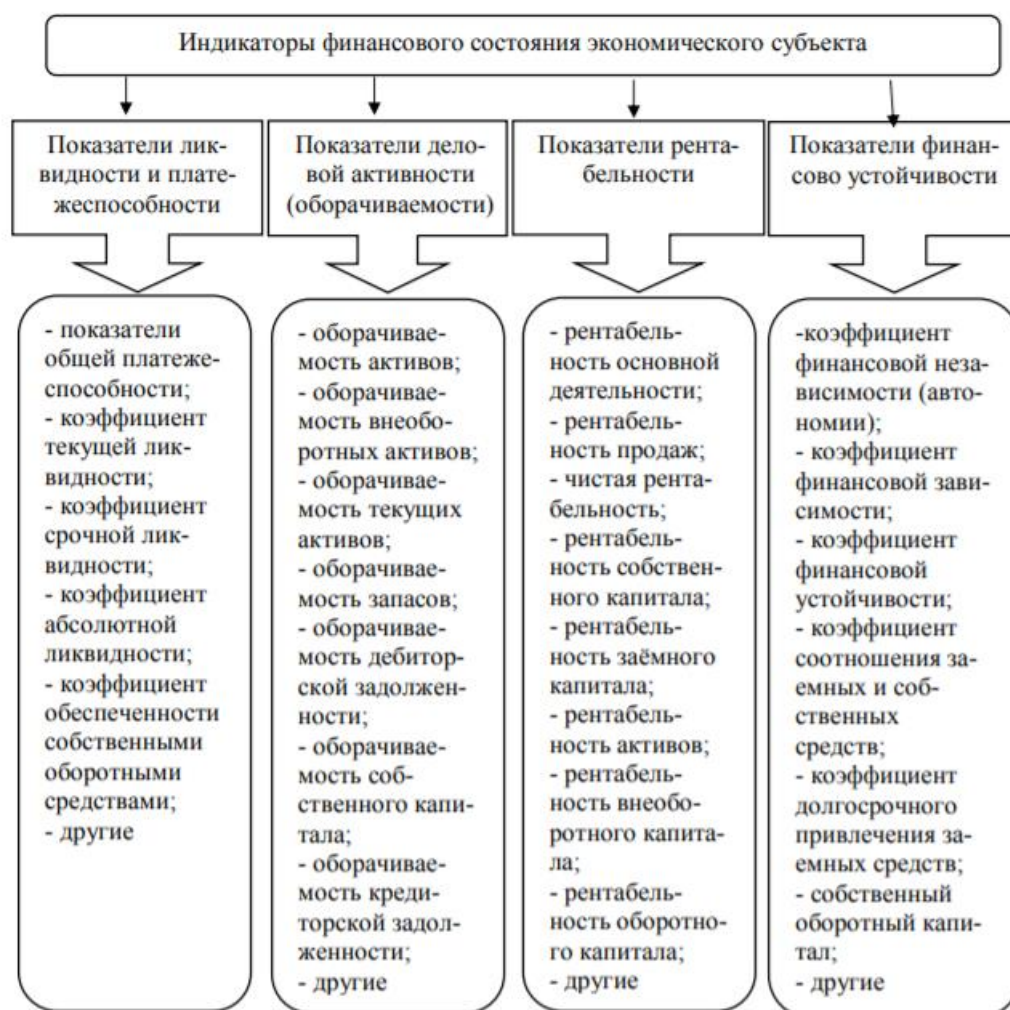 Индикаторы финансового состояния экономического субъекта
Показатели лик-
видности и плате-
жеспособности
Показатели дело-
вой активности
(оборачиваемости)
Показатели рента-
бельности
Показатели финан-
сово устойчивости
- показатели
общей платеже-
способности;
- коэффициент
текущей лик-
видности;
- коэффициент
срочной лик-
видности;
- коэффициент
абсолютной
ликвидности;
- коэффициент
обеспеченности
собственными
оборотными
средствами;
- другие
- оборачивае-
мость активов;
- оборачивае-
мость внеобо-
ротных активов;
- оборачивае-
мость текущих
активов;
- оборачивае-
мость запасов;
- оборачивае-
мость дебитор-
ской задолжен-
ности;
- оборачивае-
мость соб-
ственного капи-
тала;
- оборачивае-
мость креди-
торской задол-
женности;
- другие
- рентабель-
ность основной
деятельности;
- рентабель-
ность продаж;
- чистая рента-
бельность;
- рентабель-
ность собствен-
ного капитала;
- рентабель-
ность заёмного
капитала;
- рентабель-
ность активов;
- рентабель-
ность внеобо-
ротного капита-
ла;
- рентабель-
ность оборотно-
го капитала;
- другие
-коэффициент
финансовой неза-
висимости (авто-
номии);
- коэффициент
финансовой зави-
симости;
- коэффициент
финансовой
устойчивости;
- коэффициент
соотношения за-
емных и соб-
ственных
средств;
- коэффициент
долгосрочного
привлечения за-
емных средств;
- собственный
оборотный капи-
тал;
- другие